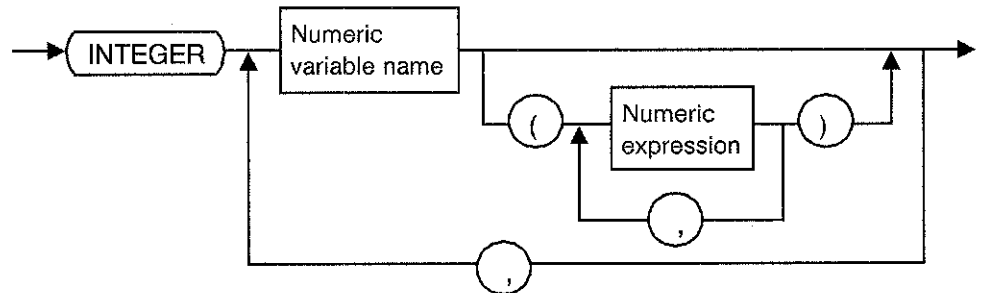 INTEGER
Numeric
variable name
(
Numeric
expression
)
,
,